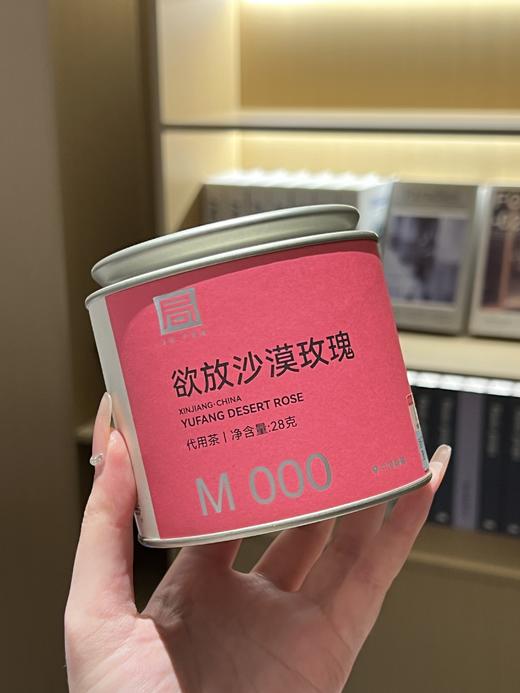 局
欲放沙漠玫瑰
XINJIANG·CHINA
YUFANG DESERT ROSE
代用茶 | 净含量:28克
M 000